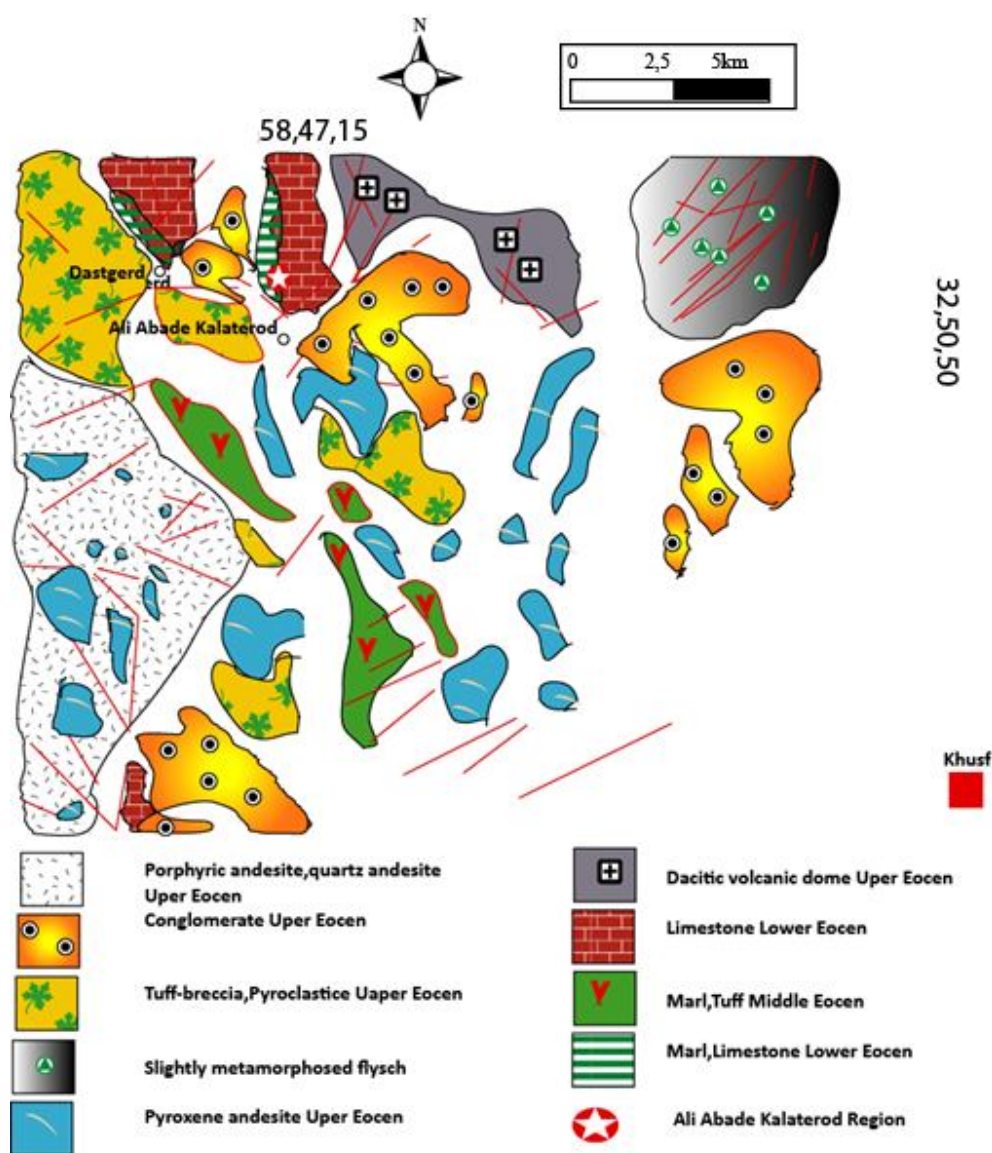 N
0 2,5 5km
58,47,15
Dastgerd
erd
Ali Abade Kalaterod
32,50,50
Khusf
Porphyric andesite,quartz andesite
Uper Eocen
Conglomerate Uper Eocen
Tuff-breccia,Pyroclastice Uaper Eocen
Slightly metamorphosed flysch
Pyroxene andesite Uper Eocen
Dacitic volcanic dome Uper Eocen
Limestone Lower Eocen
Marl,Tuff Middle Eocen
Marl,Limestone Lower Eocen
Ali Abade Kalaterod Region